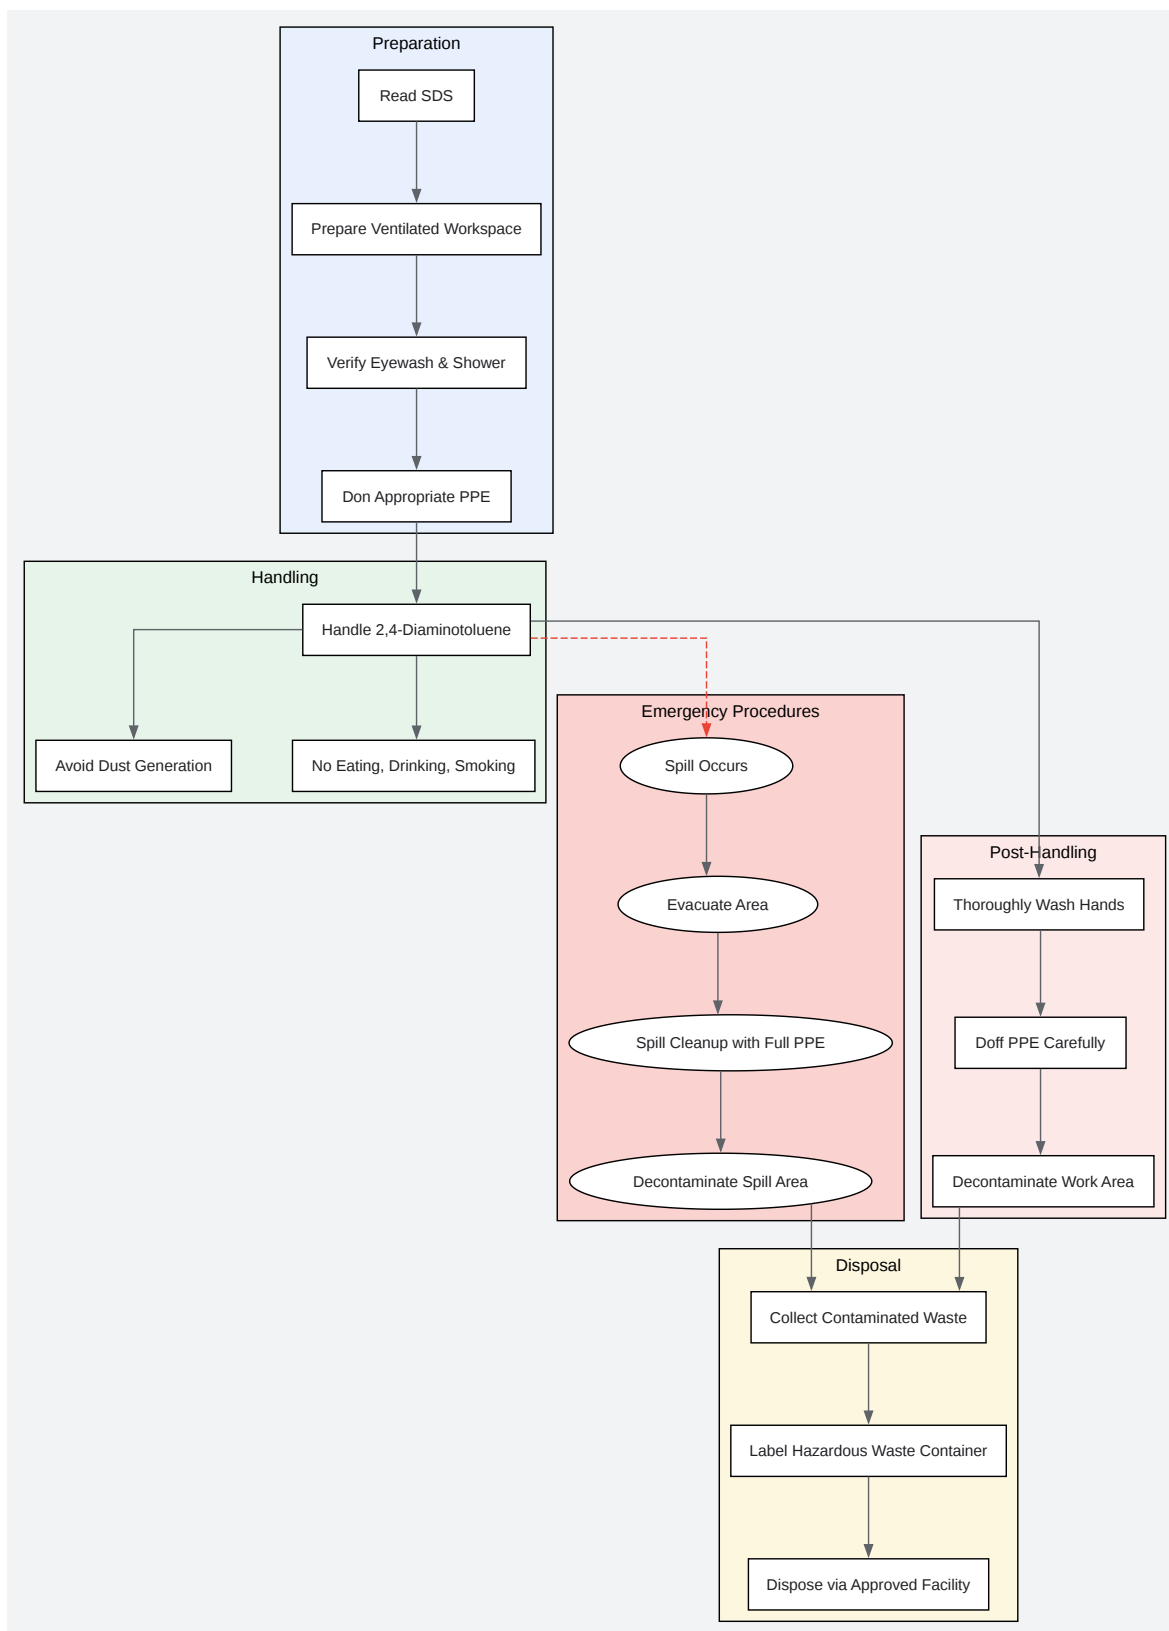 Preparation
Read SDS
Prepare Ventilated Workspace
Verify Eyewash & Shower
Don Appropriate PPE
Handling
Handle 2,4-Diaminotoluene
Avoid Dust Generation
No Eating, Drinking, Smoking
Emergency Procedures
Spill Occurs
Evacuate Area
Spill Cleanup with Full PPE
Decontaminate Spill Area
Post-Handling
Thoroughly Wash Hands
Doff PPE Carefully
Decontaminate Work Area
Disposal
Collect Contaminated Waste
Label Hazardous Waste Container
Dispose via Approved Facility